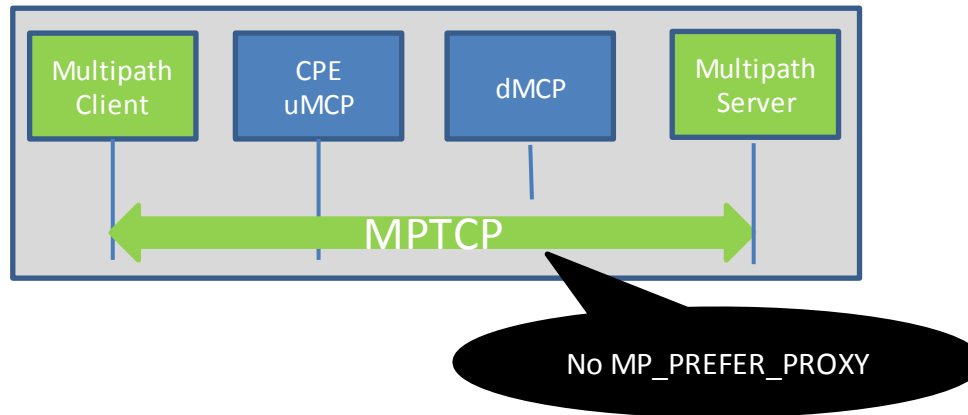 Multipath
Client
CPE
uMCP
dMCP
Multipath
Server
MPTCP
No MP_PREFER_PROXY